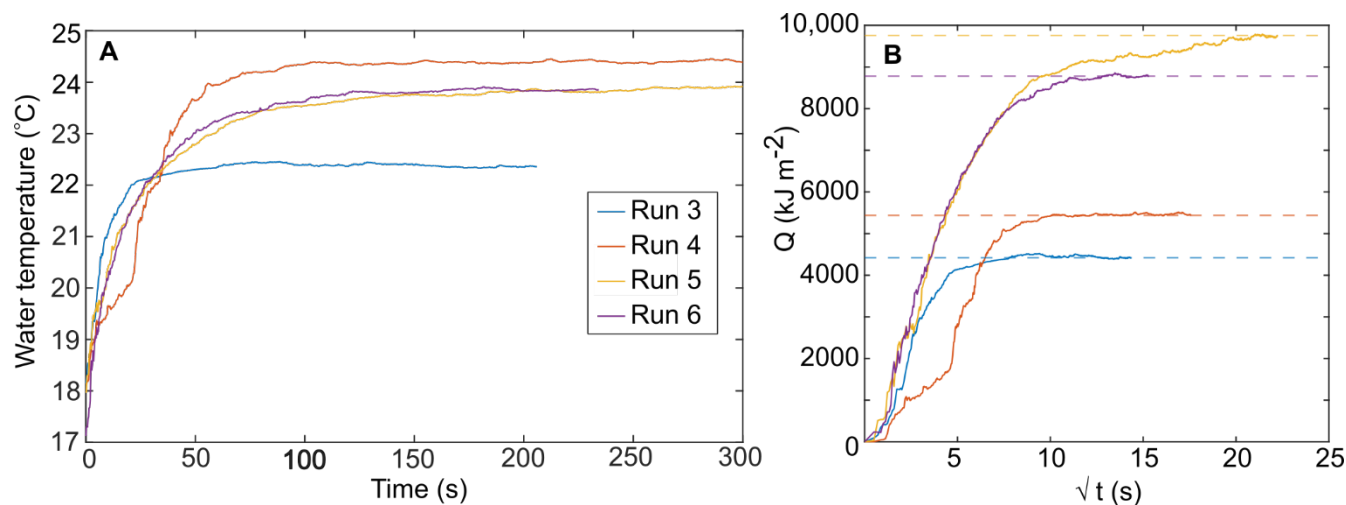 A
Water temperature (°C)
25
24
23
22
21
20
19
18
17
0
50
100
150
200
250
300
Time (s)
Run 3
Run 4
Run 5
Run 6
B
Q (kJ m⁻²)
10,000
8000
6000
4000
2000
0
5
10
15
20
25
√ t (s)